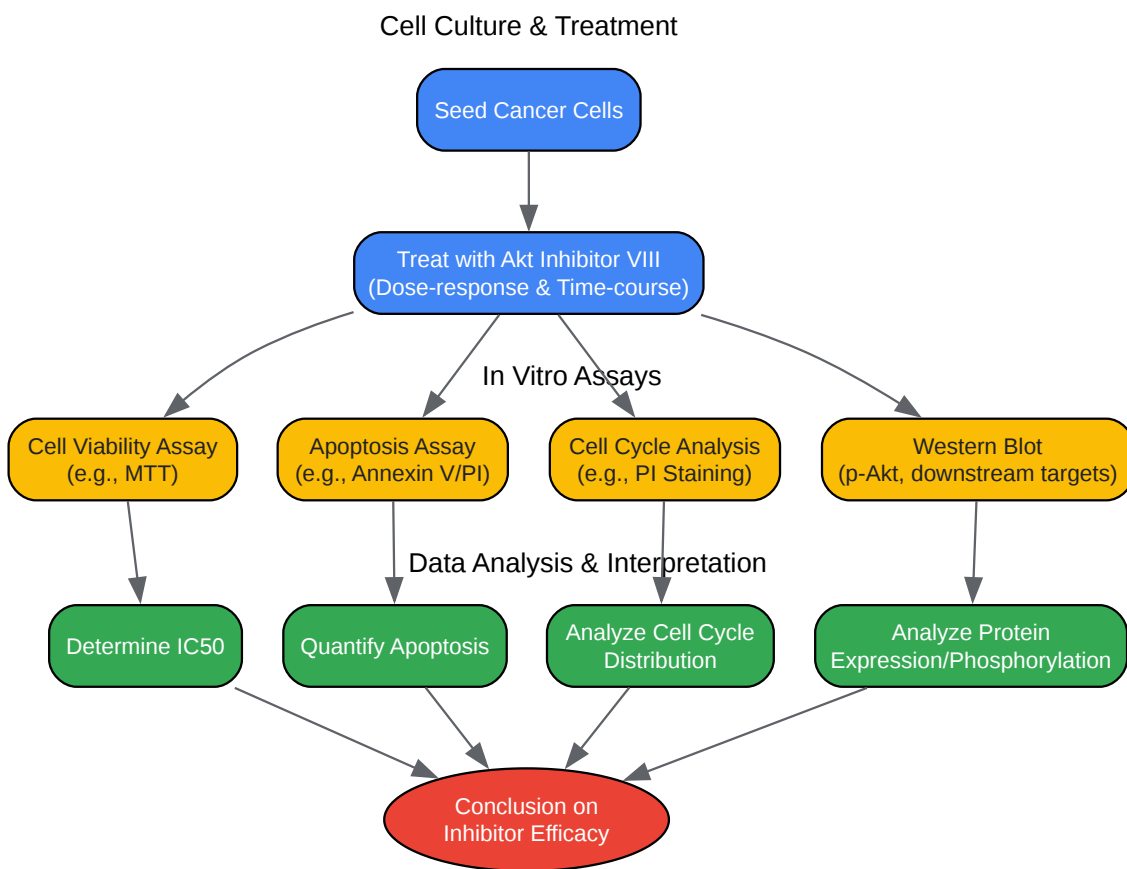 Cell Culture & Treatment
Seed Cancer Cells
Treat with Akt Inhibitor VIII
(Dose-response & Time-course)
In Vitro Assays
Cell Viability Assay
(e.g., MTT)
Apoptosis Assay
(e.g., Annexin V/PI)
Cell Cycle Analysis
(e.g., PI Staining)
Western Blot
(p-Akt, downstream targets)
Data Analysis & Interpretation
Determine IC50
Quantify Apoptosis
Analyze Cell Cycle
Distribution
Analyze Protein
Expression/Phosphorylation
Conclusion on
Inhibitor Efficacy